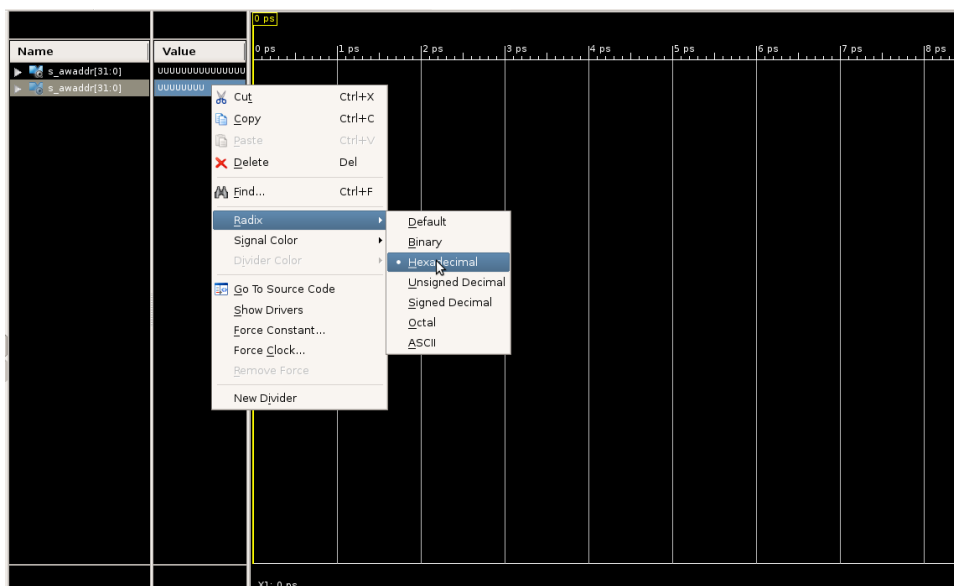 0 ps
Name Value 0 ps 1 ps 2 ps 3 ps 4 ps 5 ps 6 ps 7 ps 8 ps
s_awaddr[31:0] UUUUUUUUUUUUUUU
s_awaddr[31:0] UUUUUUUU
Cut Ctrl+X
Copy Ctrl+C
Paste Ctrl+V
Delete Del
Find... Ctrl+F
Radix
Signal Color
Divider Color
Go To Source Code
Show Drivers
Force Constant...
Force Clock...
Remove Force
New Divider
Default
Binary
Hexadecimal
Unsigned Decimal
Signed Decimal
Octal
ASCII
X1: 0 ps